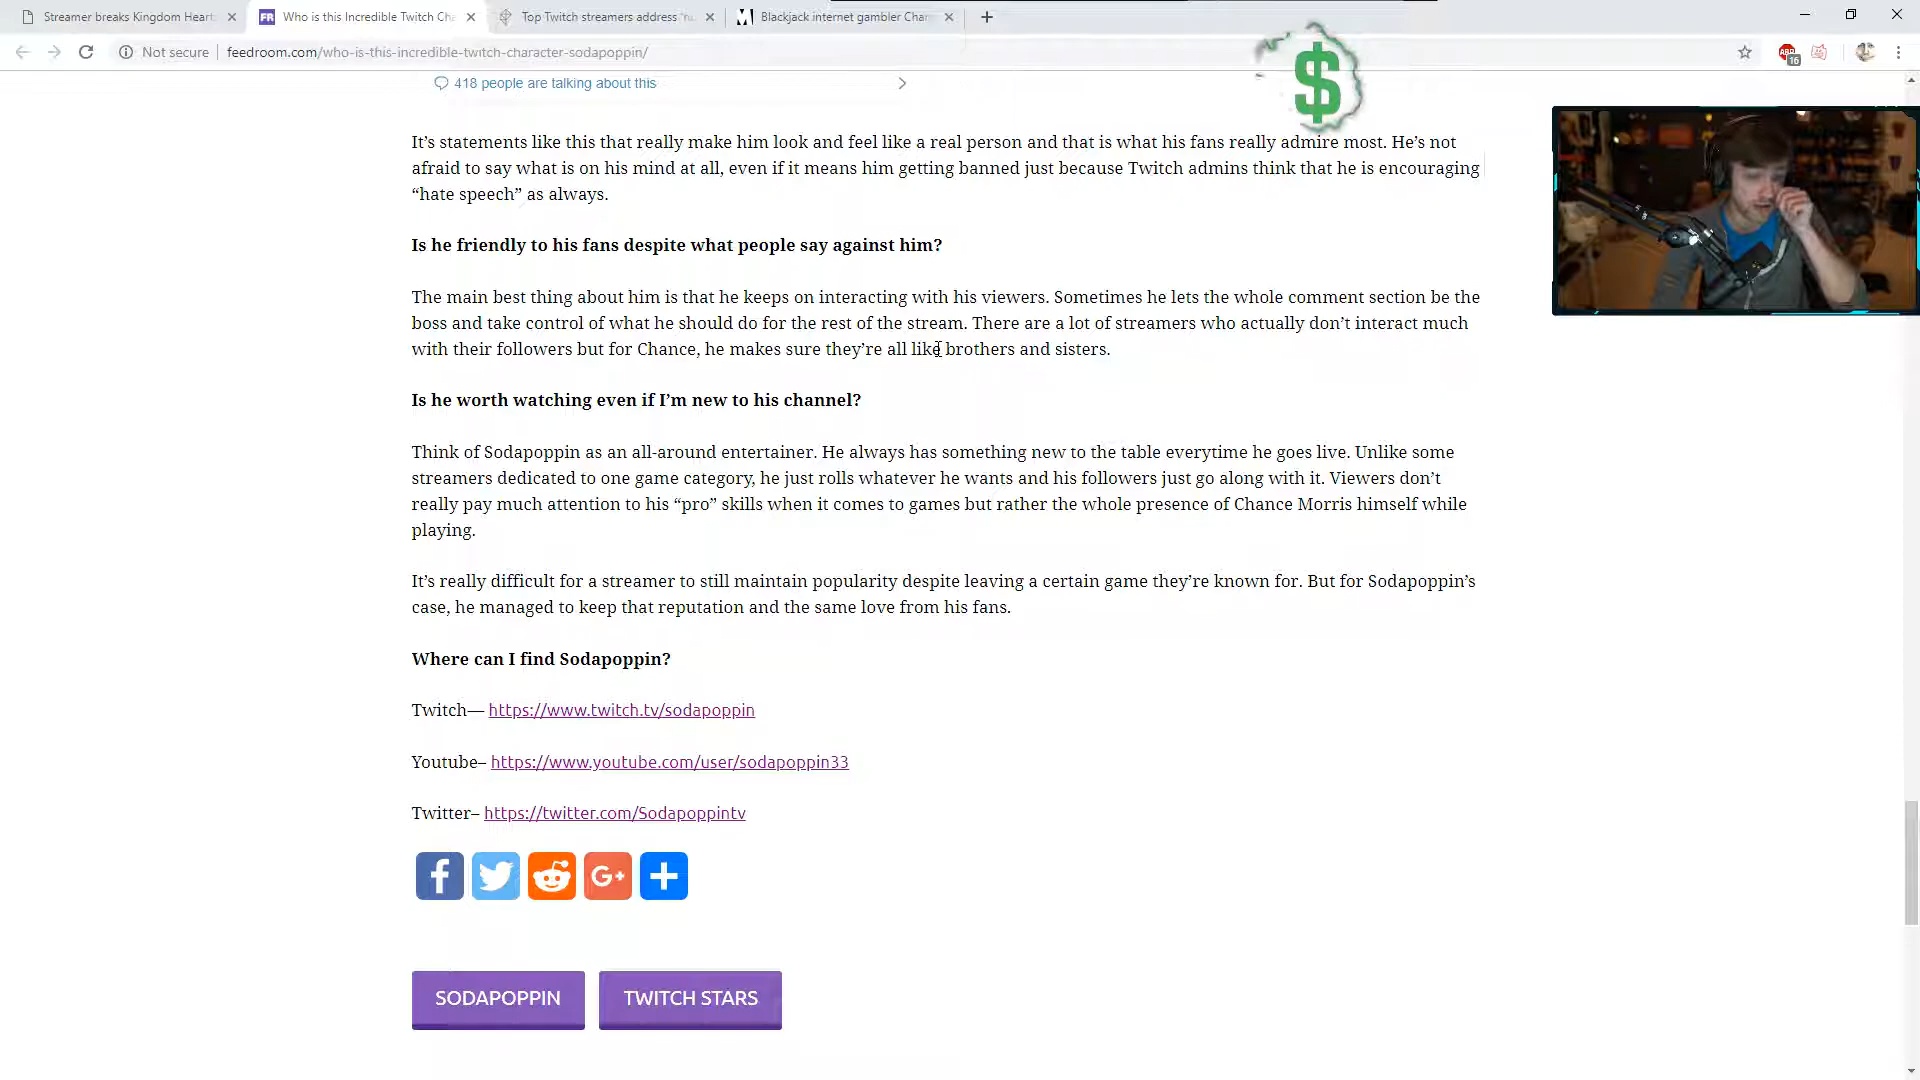 Streamer breaks Kingdom Heart
Who is this Incredible Twitch Cha
Top Twitch streamers address
Blackjack internet gambler Chan
Not secure
feedroom.com/who-is-this-incredible-twitch-character-sodapoppin/
16
$
418 people are talking about this
It’s statements like this that really make him look and feel like a real person and that is what his fans really admire most. He’s not
afraid to say what is on his mind at all, even if it means him getting banned just because Twitch admins think that he is encouraging
“hate speech” as always.
Is he friendly to his fans despite what people say against him?
The main best thing about him is that he keeps on interacting with his viewers. Sometimes he lets the whole comment section be the
boss and take control of what he should do for the rest of the stream. There are a lot of streamers who actually don’t interact much
with their followers but for Chance, he makes sure they’re all like brothers and sisters.
Is he worth watching even if I’m new to his channel?
Think of Sodapoppin as an all-around entertainer. He always has something new to the table everytime he goes live. Unlike some
streamers dedicated to one game category, he just rolls whatever he wants and his followers just go along with it. Viewers don’t
really pay much attention to his “pro” skills when it comes to games but rather the whole presence of Chance Morris himself while
playing.
It’s really difficult for a streamer to still maintain popularity despite leaving a certain game they’re known for. But for Sodapoppin’s
case, he managed to keep that reputation and the same love from his fans.
Where can I find Sodapoppin?
Twitch— https://www.twitch.tv/sodapoppin
Youtube– https://www.youtube.com/user/sodapoppin33
Twitter– https://twitter.com/Sodapoppintv
SODAPOPPIN
TWITCH STARS